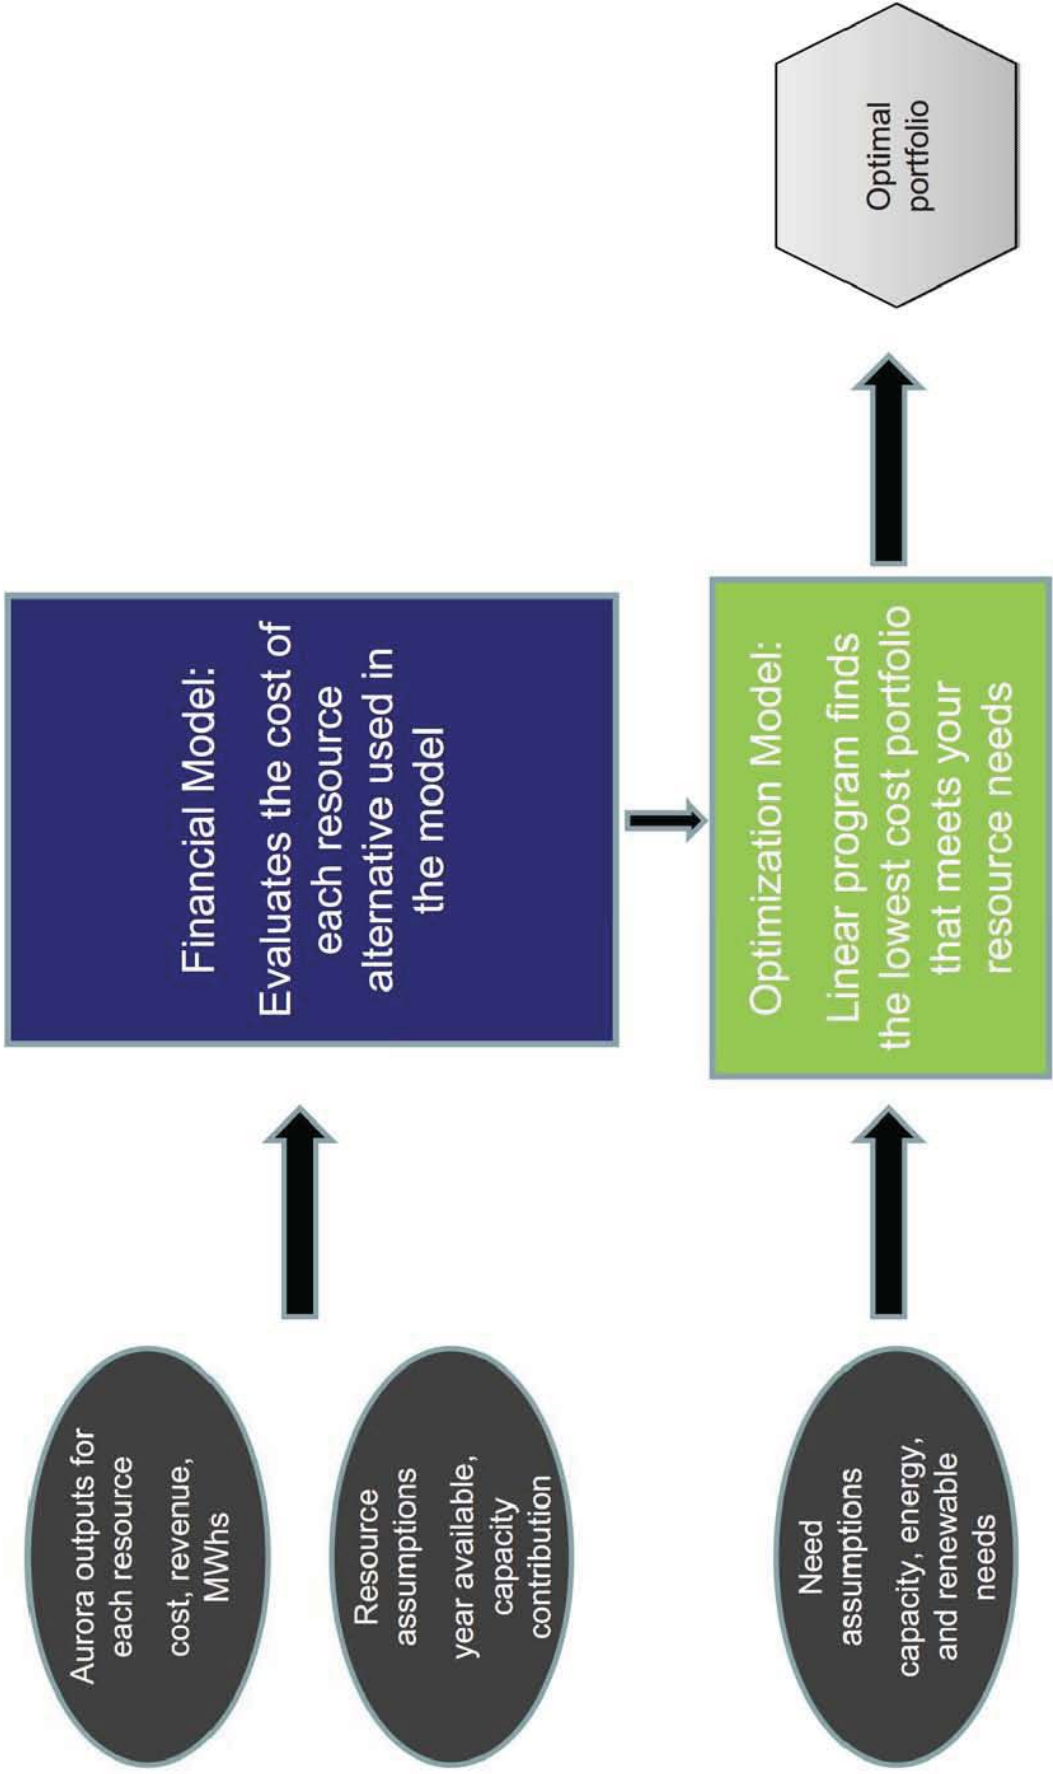 Aurora outputs for
each resource
cost, revenue,
MWhs
Resource
assumptions
year available,
capacity
contribution
Financial Model:
Evaluates the cost of
each resource
alternative used in
the model
Need
assumptions
capacity, energy,
and renewable
needs
Optimization Model:
Linear program finds
the lowest cost portfolio
that meets your
resource needs
Optimal
portfolio